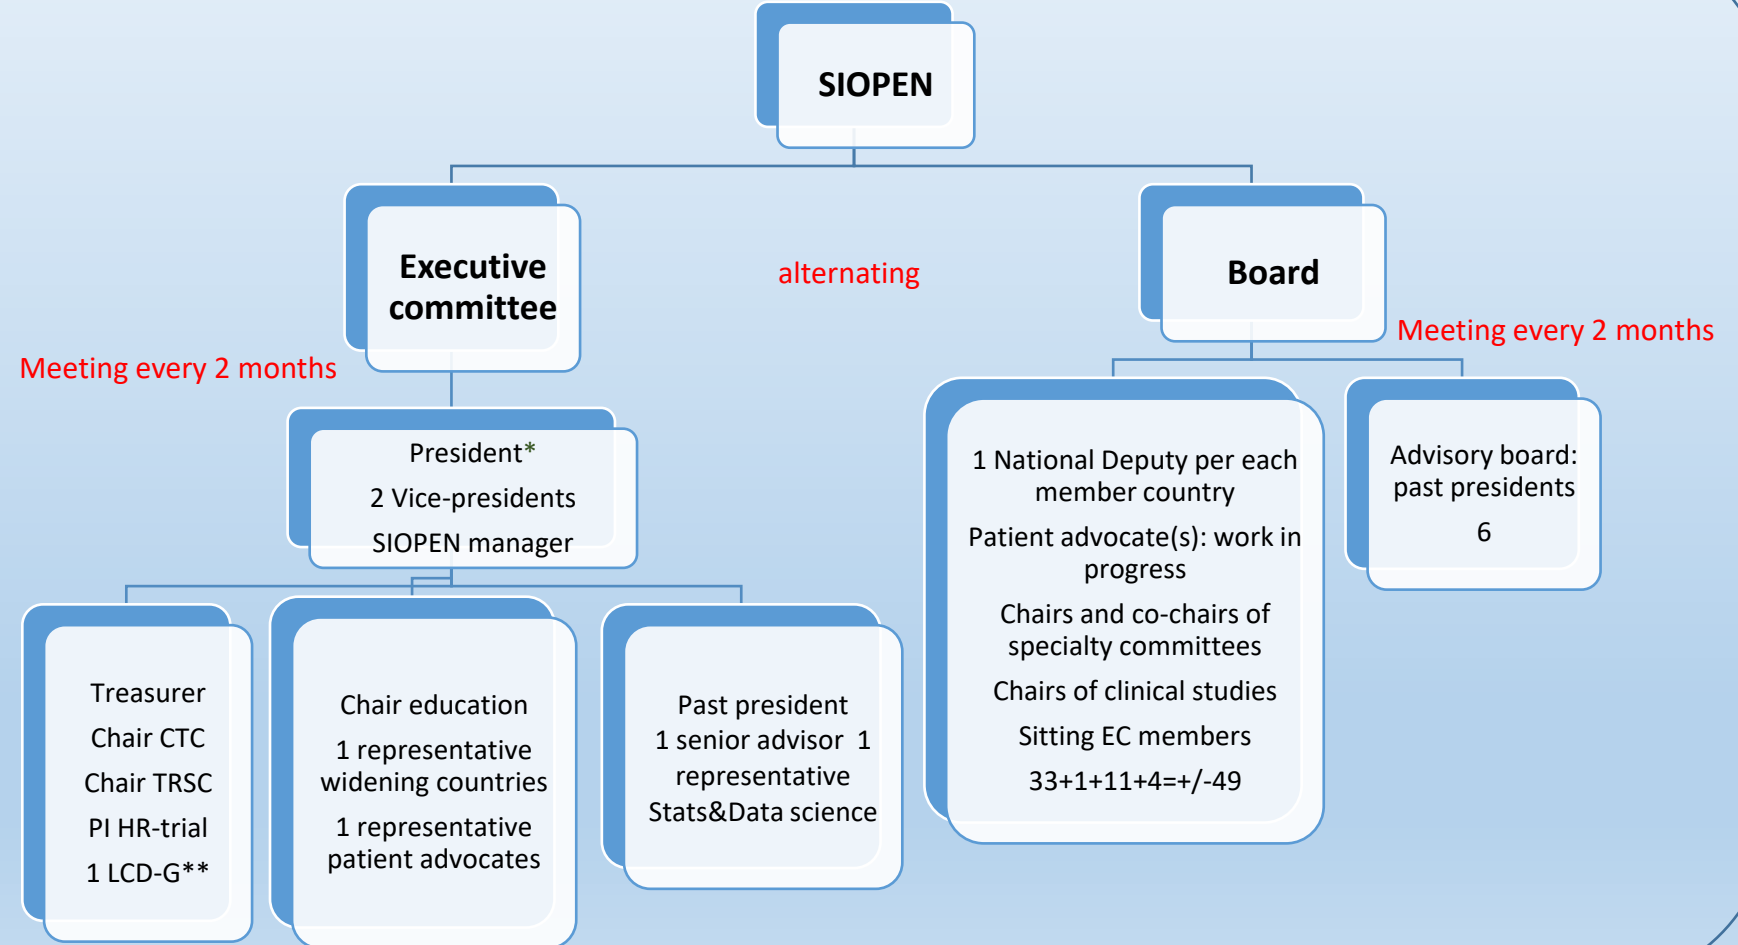 SIOPEN
Executive
committee
alternating
Board
Meeting every 2 months
Meeting every 2 months
President*
2 Vice-presidents
SIOPEN manager
Treasurer
Chair CTC
Chair TRSC
PI HR-trial
1 LCD-G**
Chair education
1 representative
widening countries
1 representative
patient advocates
Past president
1 senior advisor 1
representative
Stats&Data science
1 National Deputy per each
member country
Patient advocate(s): work in
progress
Chairs and co-chairs of
specialty committees
Chairs of clinical studies
Sitting EC members
33+1+11+4=+/-49
Advisory board:
past presidents
6